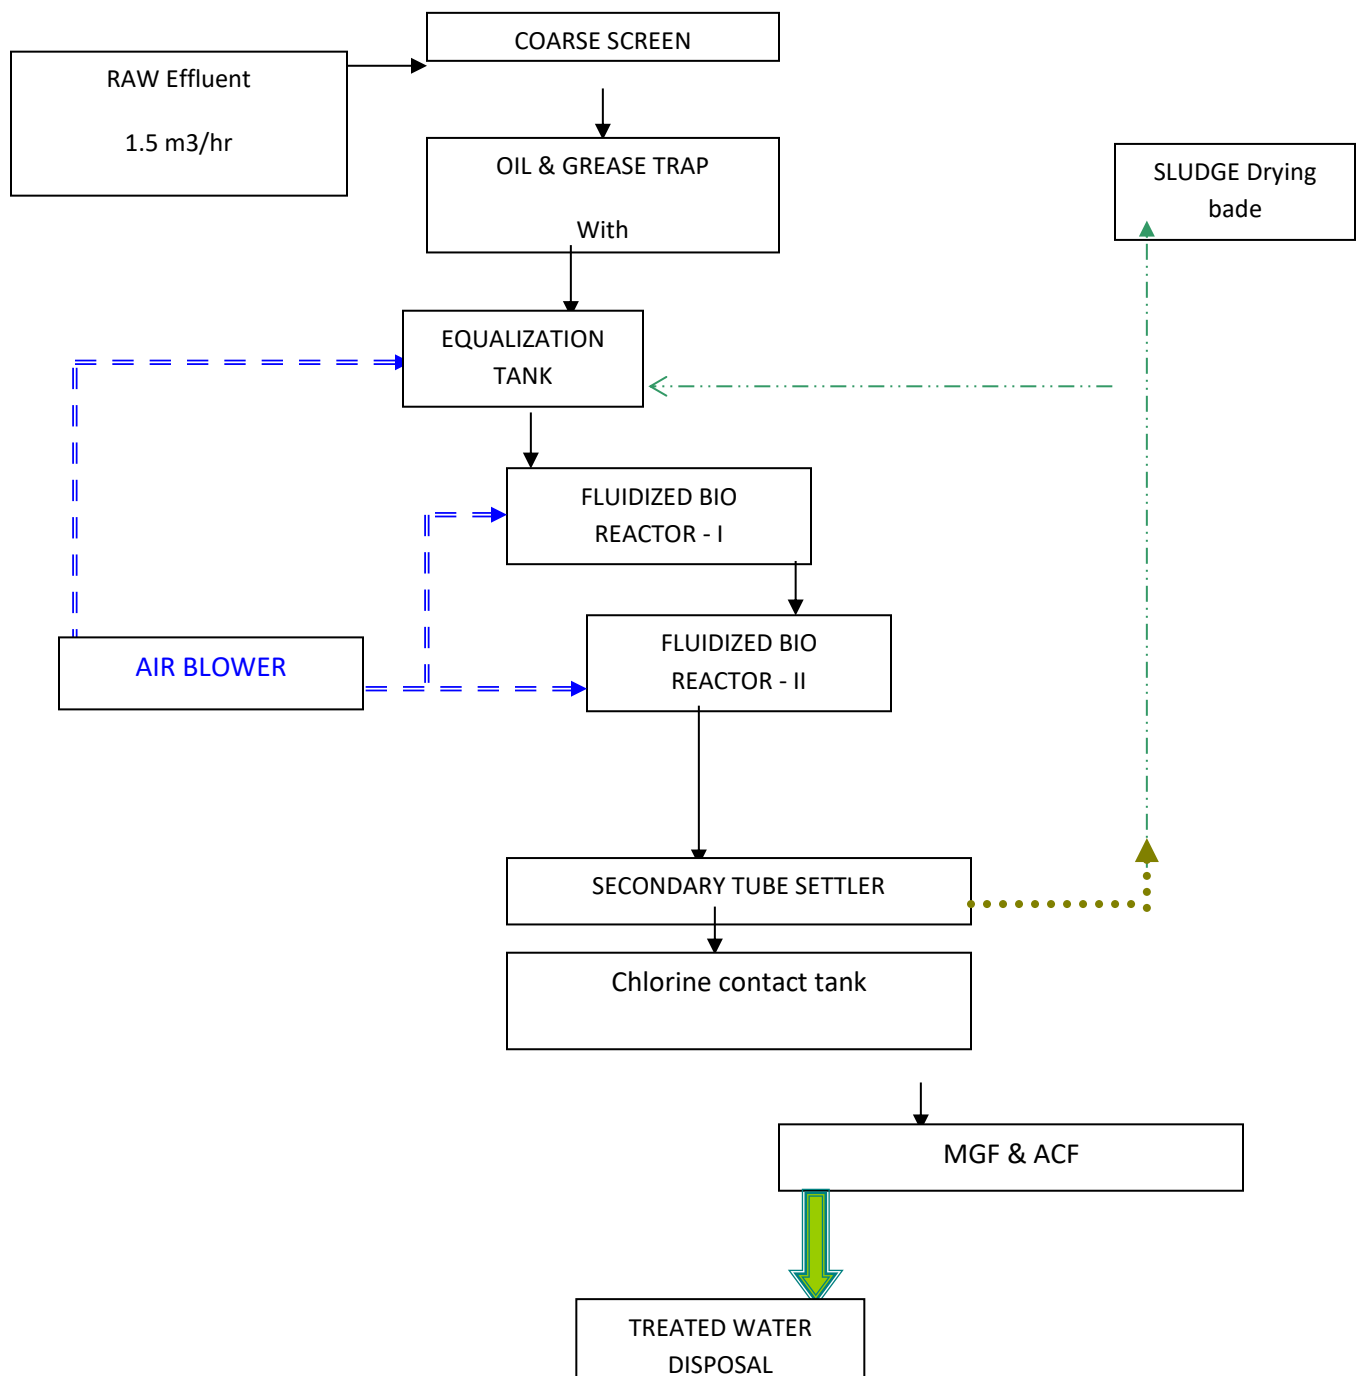 COARSE SCREEN
RAW Effluent
1.5 m3/hr
OIL & GREASE TRAP
With
SLUDGE Drying
bade
EQUALIZATION
TANK
FLUIDIZED BIO
REACTOR - I
FLUIDIZED BIO
REACTOR - II
AIR BLOWER
SECONDARY TUBE SETTLER
Chlorine contact tank
MGF & ACF
TREATED WATER
DISPOSAL